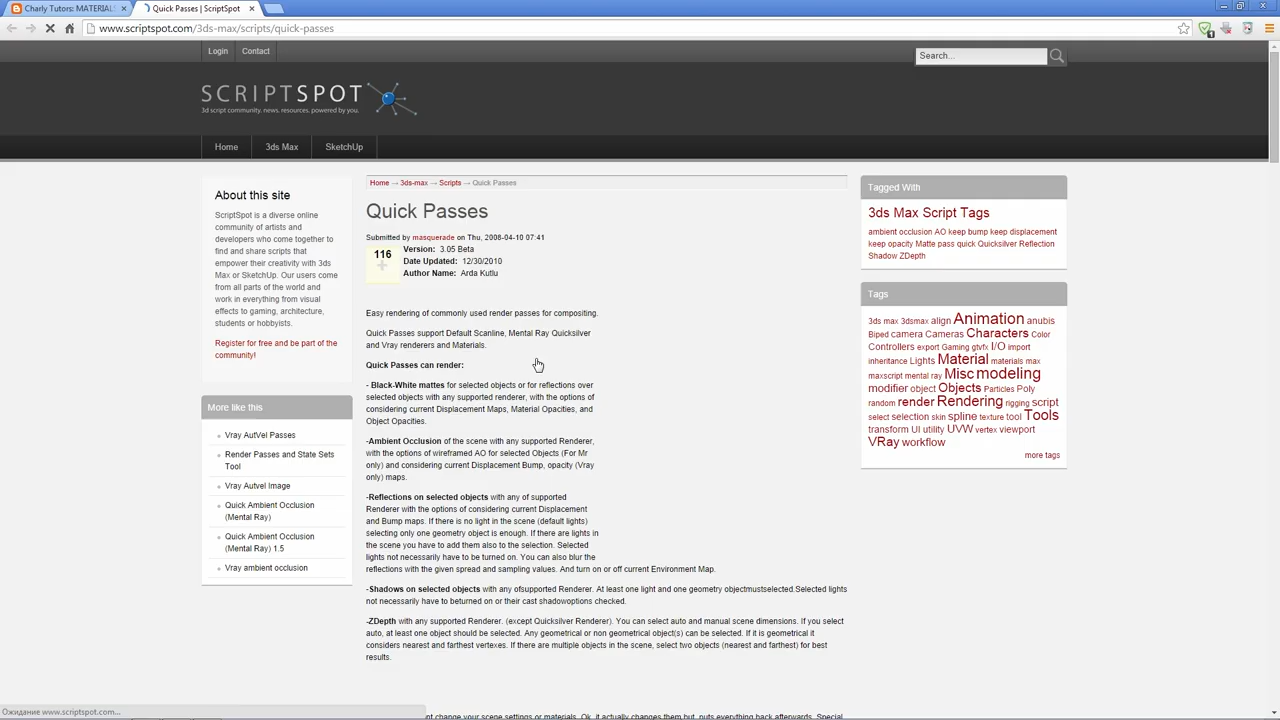 Charly Tutors: MATERIAL
Quick Passes | ScriptSpot
www.scriptspot.com/3ds-max/scripts/quick-passes
1
Login
Contact
Search...
SCRIPTSPOT
3d script community. news. resources. powered by you.
Home
3ds Max
SketchUp
About this site
ScriptSpot is a diverse online
community of artists and
developers who come together to
find and share scripts that
empower their creativity with 3ds
Max or SketchUp. Our users come
from all parts of the world and
work in everything from visual
effects to gaming, architecture,
students or hobbyists.
Register for free and be part of the
community!
More like this
Vray AutVel Passes
Render Passes and State Sets
Tool
Vray Autvel Image
Quick Ambient Occlusion
(Mental Ray)
Quick Ambient Occlusion
(Mental Ray) 1.5
Vray ambient occlusion
Home → 3ds-max → Scripts → Quick Passes
Quick Passes
Submitted by masquerade on Thu, 2008-04-10 07:41
116
+
Version: 3.05 Beta
Date Updated: 12/30/2010
Author Name: Arda Kutlu
Easy rendering of commonly used render passes for compositing.
Quick Passes support Default Scanline, Mental Ray Quicksilver
and Vray renderers and Materials.
Quick Passes can render:
- Black-White mattes for selected objects or for reflections over
selected objects with any supported renderer, with the options of
considering current Displacement Maps, Material Opacities, and
Object Opacities.
-Ambient Occlusion of the scene with any supported Renderer,
with the options of wireframed AO for selected Objects (For Mr
only) and considering current Displacement Bump, opacity (Vray
only) maps.
-Reflections on selected objects with any of supported
Renderer with the options of considering current Displacement
and Bump maps. If there is no light in the scene (default lights)
selecting only one geometry object is enough. If there are lights in
the scene you have to add them also to the selection. Selected
lights not necessarily have to be turned on. You can also blur the
reflections with the given spread and sampling values. And turn on or off current Environment Map.
-Shadows on selected objects with any ofsupported Renderer. At least one light and one geometry objectmustselected.Selected lights
not necessarily have to beturned on or their cast shadowoptions checked.
-ZDepth with any supported Renderer. (except Quicksilver Renderer). You can select auto and manual scene dimensions. If you select
auto, at least one object should be selected. Any geometrical or non geometrical object(s) can be selected. If it is geometrical it
considers nearest and farthest vertexes. If there are multiple objects in the scene, select two objects (nearest and farthest) for best
results.
nt change your scene settings or materials. Ok, it actually changes them but, puts everything back afterwards. Special
Tagged With
3ds Max Script Tags
ambient occlusion AO keep bump keep displacement
keep opacity Matte pass quick Quicksilver Reflection
Shadow ZDepth
Tags
3ds max 3dsmax align Animation anubis
Biped camera Cameras Characters Color
Controllers export Gaming gtvfx I/O import
inheritance Lights Material materials max
maxscript mental ray Misc modeling
modifier object Objects Particles Poly
random render Rendering rigging script
select selection skin spline texture tool Tools
transform UI utility UVW vertex viewport
VRay workflow
more tags
Ожидание www.scriptspot.com...